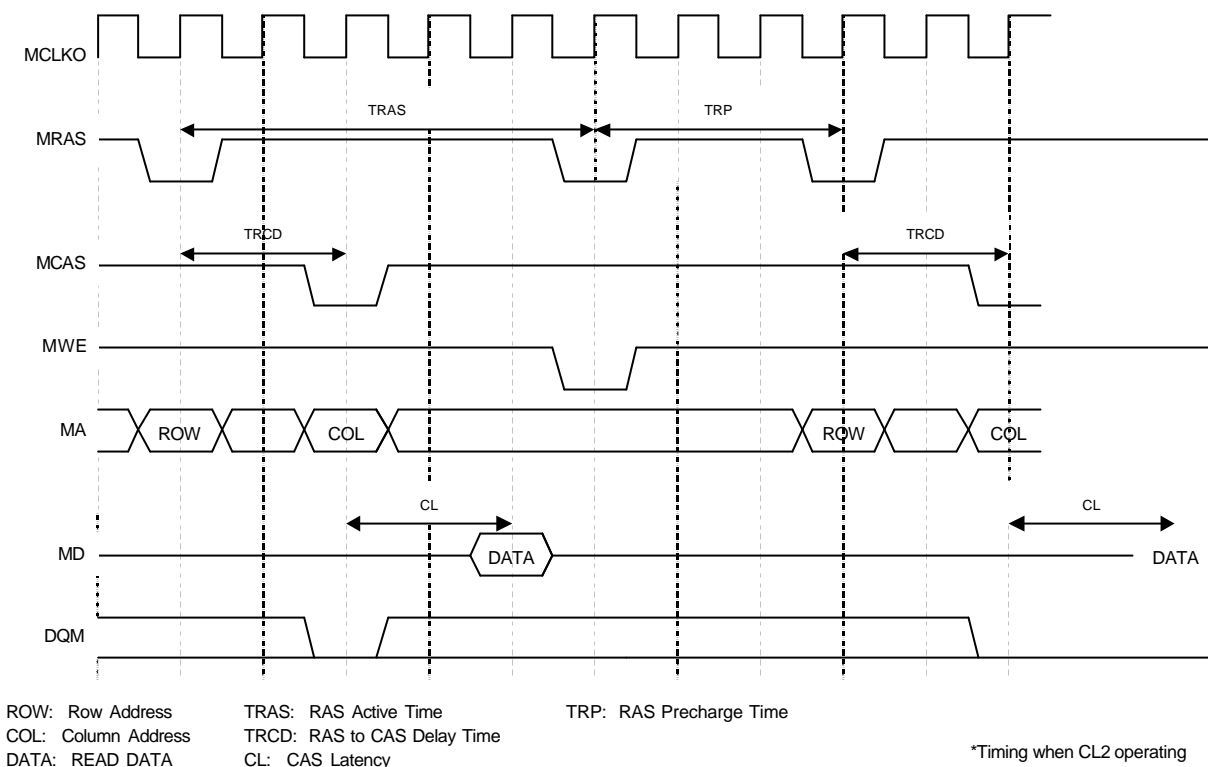 MCLKO
TRAS
TRP
MRAS
TRCD
TRCD
MCAS
MWE
MA
ROW
COL
ROW
COL
CL
CL
MD
DATA
DATA
DQM
ROW: Row Address
TRAS: RAS Active Time
TRP: RAS Precharge Time
COL: Column Address
TRCD: RAS to CAS Delay Time
DATA: READ DATA
CL: CAS Latency
*Timing when CL2 operating